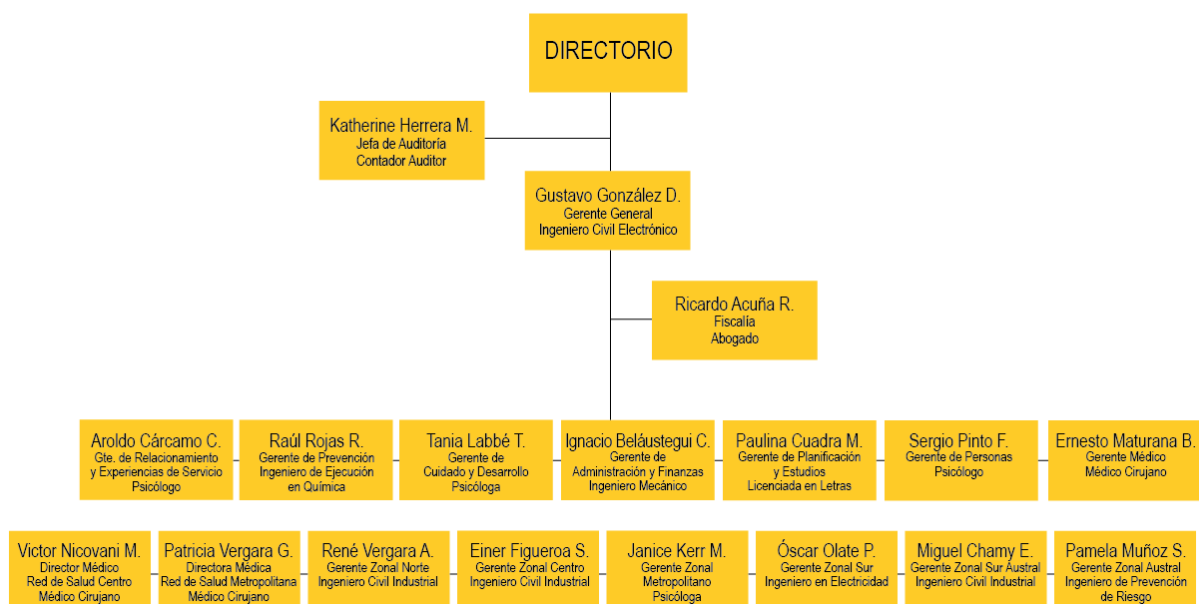 DIRECTORIO
Katherine Herrera M.
Jefa de Auditoría
Contador Auditor
Gustavo González D.
Gerente General
Ingeniero Civil Electrónico
Ricardo Acuña R.
Fiscalía
Abogado
Aroldo Cárcamo C.
Gte. de Relacionamiento
y Experiencias de Servicio
Psicólogo
Raúl Rojas R.
Gerente de Prevención
Ingeniero de Ejecución
en Química
Tania Labbé T.
Gerente de
Cuidado y Desarrollo
Psicóloga
Ignacio Beláustegui C.
Gerente de
Administración y Finanzas
Ingeniero Mecánico
Paulina Cuadra M.
Gerente de Planificación
y Estudios
Licenciada en Letras
Sergio Pinto F.
Gerente de Personas
Psicólogo
Ernesto Maturana B.
Gerente Médico
Médico Cirujano
Victor Nicovani M.
Director Médico
Red de Salud Centro
Médico Cirujano
Patricia Vergara G.
Directora Médica
Red de Salud Metropolitana
Médico Cirujano
René Vergara A.
Gerente Zonal Norte
Ingeniero Civil Industrial
Einer Figueroa S.
Gerente Zonal Centro
Ingeniero Civil Industrial
Janice Kerr M.
Gerente Zonal
Metropolitano
Psicóloga
Óscar Olate P.
Gerente Zonal Sur
Ingeniero en Electricidad
Miguel Chamy E.
Gerente Zonal Sur Austral
Ingeniero Civil Industrial
Pamela Muñoz S.
Gerente Zonal Austral
Ingeniero de Prevención
de Riesgo